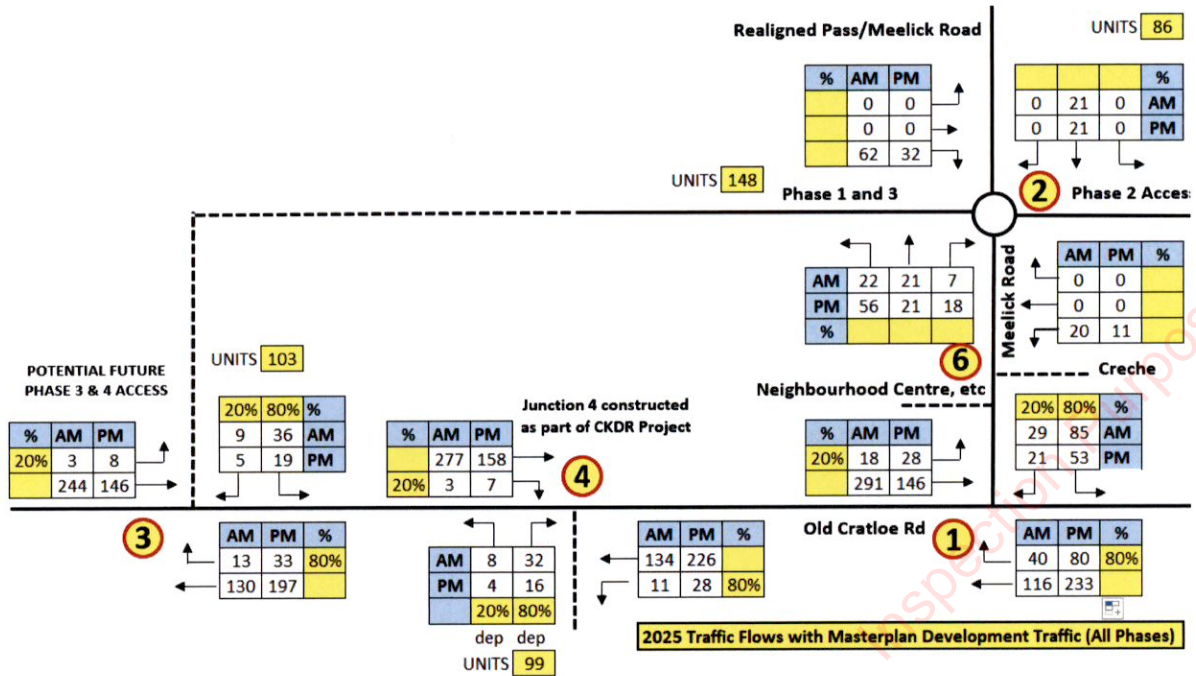 Realigned Pass/Meelick Road
UNITS 86
% AM PM
0 0
0 0
62 32
%
0 21 0 AM
0 21 0 PM
UNITS 148
Phase 1 and 3
2
Phase 2 Access
AM 22 21 7
PM 56 21 18
%
Meelick Road
AM PM %
0 0
0 0
20 11
6
Creche
Neighbourhood Centre, etc
POTENTIAL FUTURE
PHASE 3 & 4 ACCESS
UNITS 103
% AM PM
20% 3 8
244 146
20% 80% %
9 36 AM
5 19 PM
Junction 4 constructed
as part of CKDR Project
% AM PM
277 158
20% 3 7
4
% AM PM
20% 18 28
291 146
20% 80% %
29 85 AM
21 53 PM
3
AM PM %
13 33 80%
130 197
AM 8 32
PM 4 16
20% 80%
dep dep
UNITS 99
AM PM %
134 226
11 28 80%
Old Cratloe Rd
1
AM PM %
40 80 80%
116 233
2025 Traffic Flows with Masterplan Development Traffic (All Phases)
Inspection Purpos